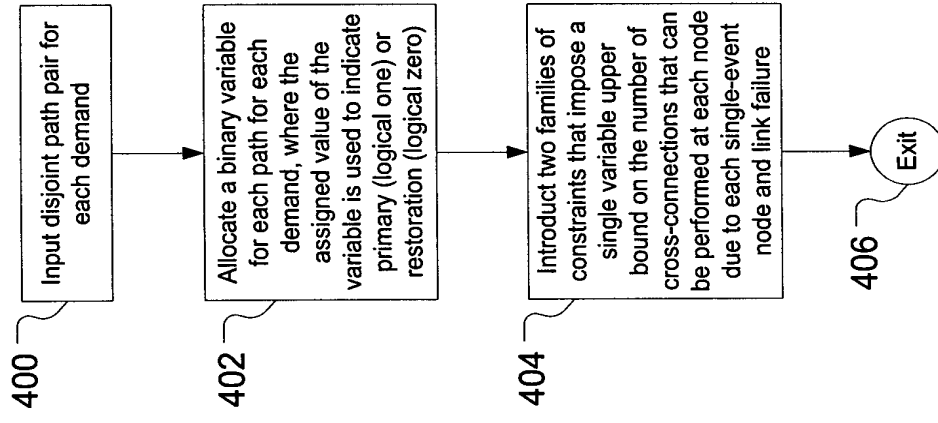 400
Input disjoint path pair for
each demand
402
Allocate a binary variable
for each path for each
demand, where the
assigned value of the
variable is used to indicate
primary (logical one) or
restoration (logical zero)
404
Introduct two families of
constraints that impose a
single variable upper
bound on the number of
cross-connections that can
be performed at each node
due to each single-event
node and link failure
406
Exit